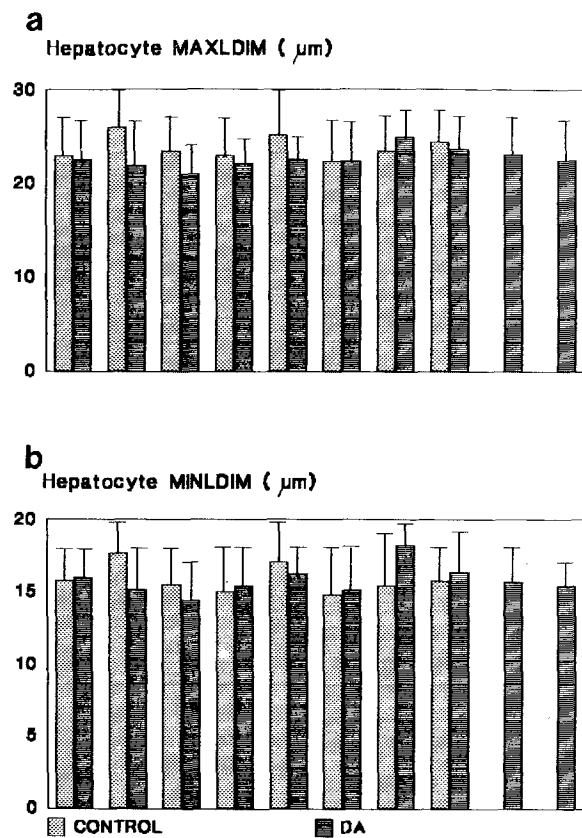 a
Hepatocyte MAXLDIM ( μm)
30
20
10
0
b
Hepatocyte MINLDIM ( μm)
20
15
10
5
0
CONTROL DA